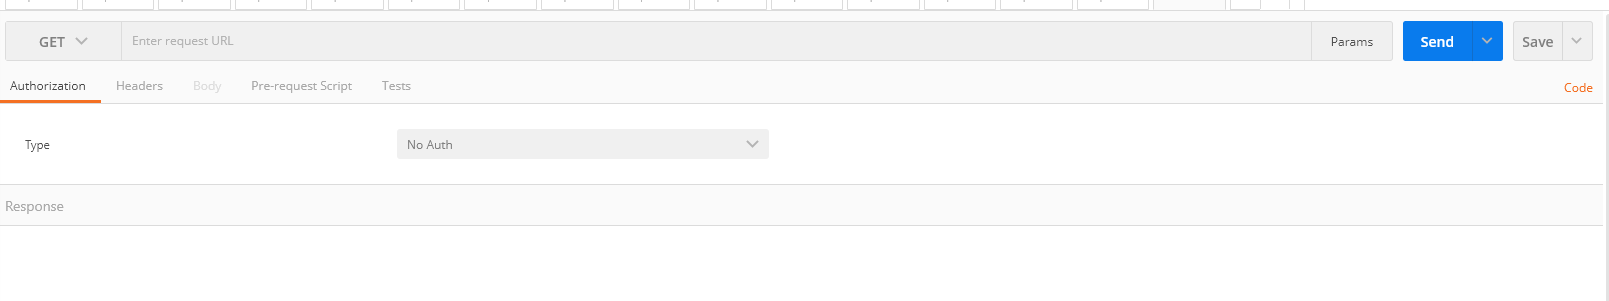 GET Enter request URL Params Send Save
Authorization Headers Body Pre-request Script Tests Code
Type No Auth
Response